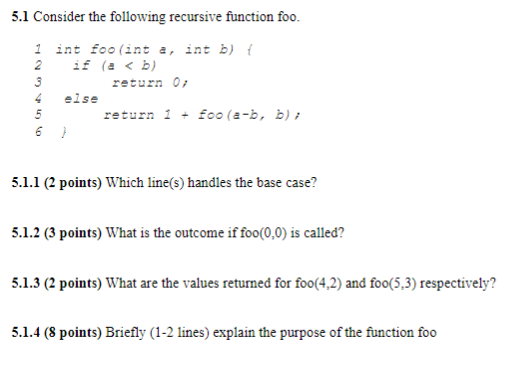 5.1 Consider the following recursive function foo.
1 int foo(int a, int b) {
2 if (a < b)
3 return 0;
4 else
5 return 1 + foo(a-b, b);
6 }
5.1.1 (2 points) Which line(s) handles the base case?
5.1.2 (3 points) What is the outcome if foo(0,0) is called?
5.1.3 (2 points) What are the values returned for foo(4,2) and foo(5,3) respectively?
5.1.4 (8 points) Briefly (1-2 lines) explain the purpose of the function foo